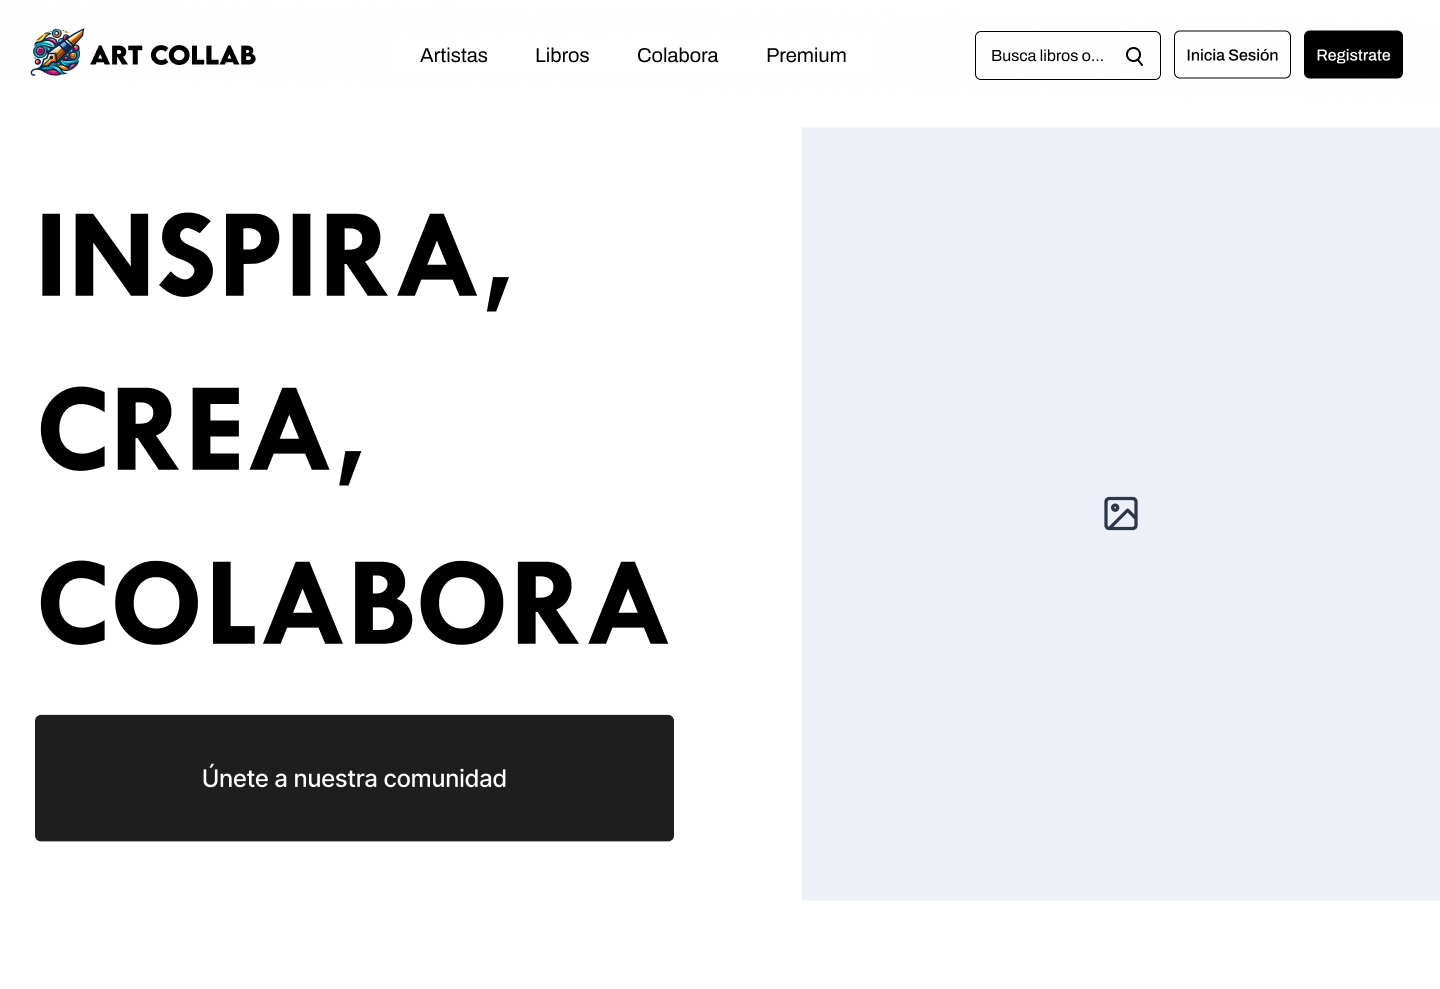 ART COLLAB
Artistas
Libros
Colabora
Premium
Busca libros o...
Inicia Sesión
Registrate
INSPIRA,
CREA,
COLABORA
Únete a nuestra comunidad